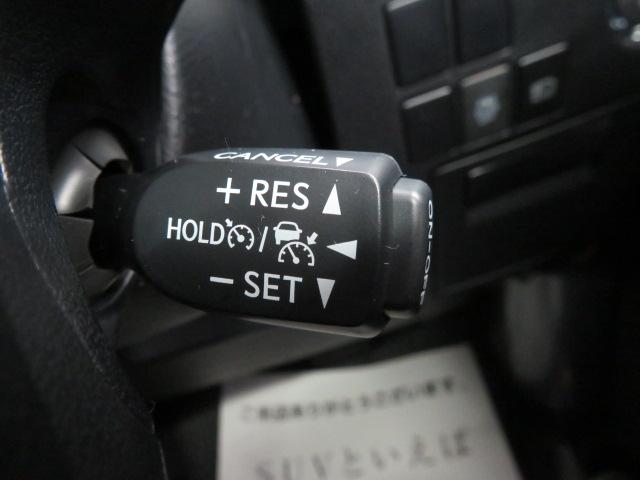 CANCEL▼
+ RES ▲
HOLD / ◀
− SET ▼
ON-OFF
SUVといえば